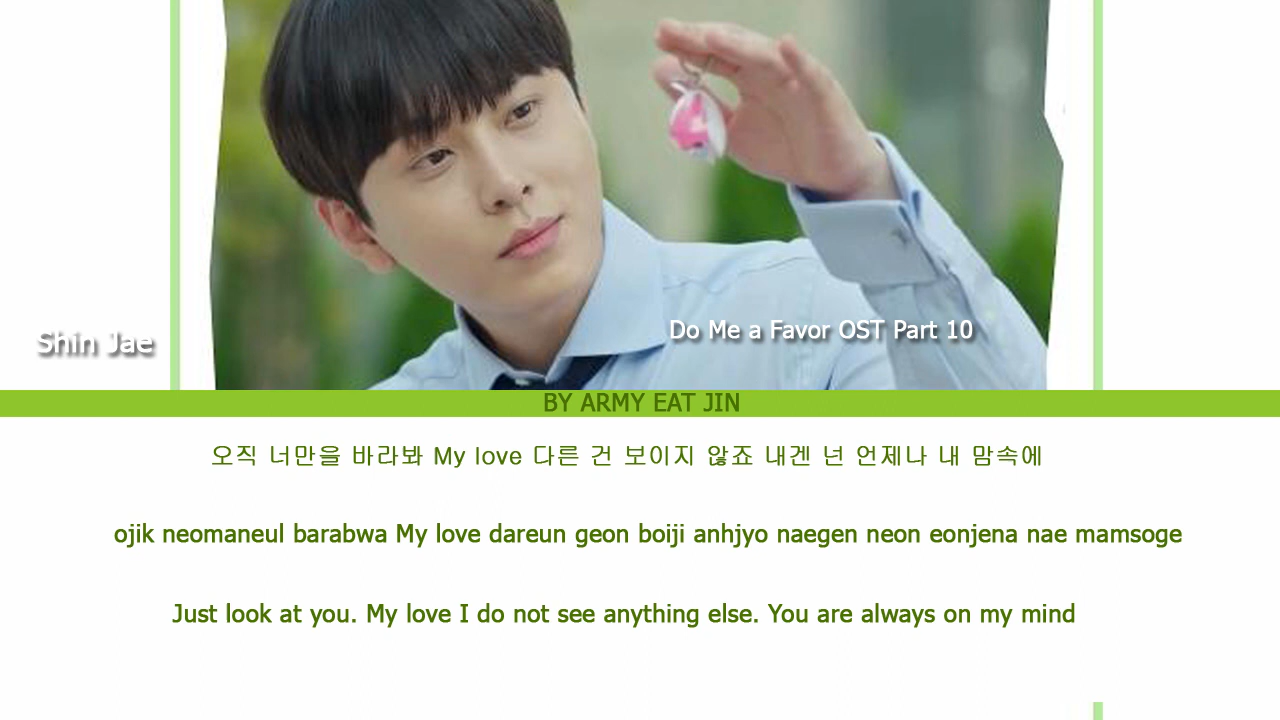 Shin Jae
Do Me a Favor OST Part 10
BY ARMY EAT JIN
오직 너만을 바라봐 My love 다른 건 보이지 않죠 내겐 넌 언제나 내 맘속에
ojik neomaneul barabwa My love dareun geon boiji anhjyo naegen neon eonjena nae mamsoge
Just look at you. My love I do not see anything else. You are always on my mind